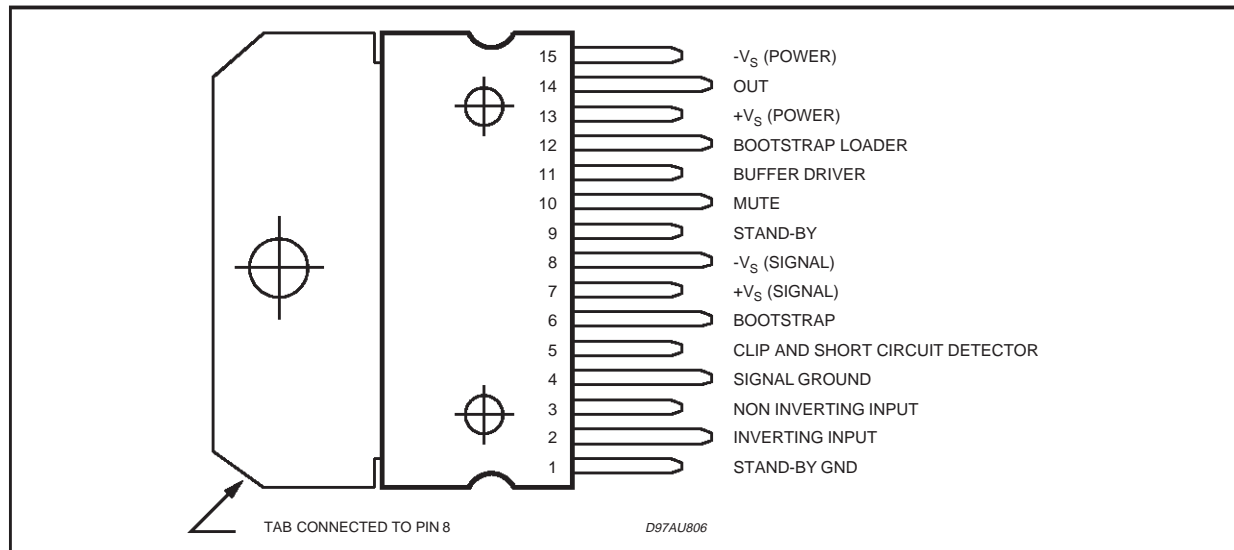 15 -VS (POWER)
14 OUT
13 +VS (POWER)
12 BOOTSTRAP LOADER
11 BUFFER DRIVER
10 MUTE
9 STAND-BY
8 -VS (SIGNAL)
7 +VS (SIGNAL)
6 BOOTSTRAP
5 CLIP AND SHORT CIRCUIT DETECTOR
4 SIGNAL GROUND
3 NON INVERTING INPUT
2 INVERTING INPUT
1 STAND-BY GND
TAB CONNECTED TO PIN 8 D97AU806